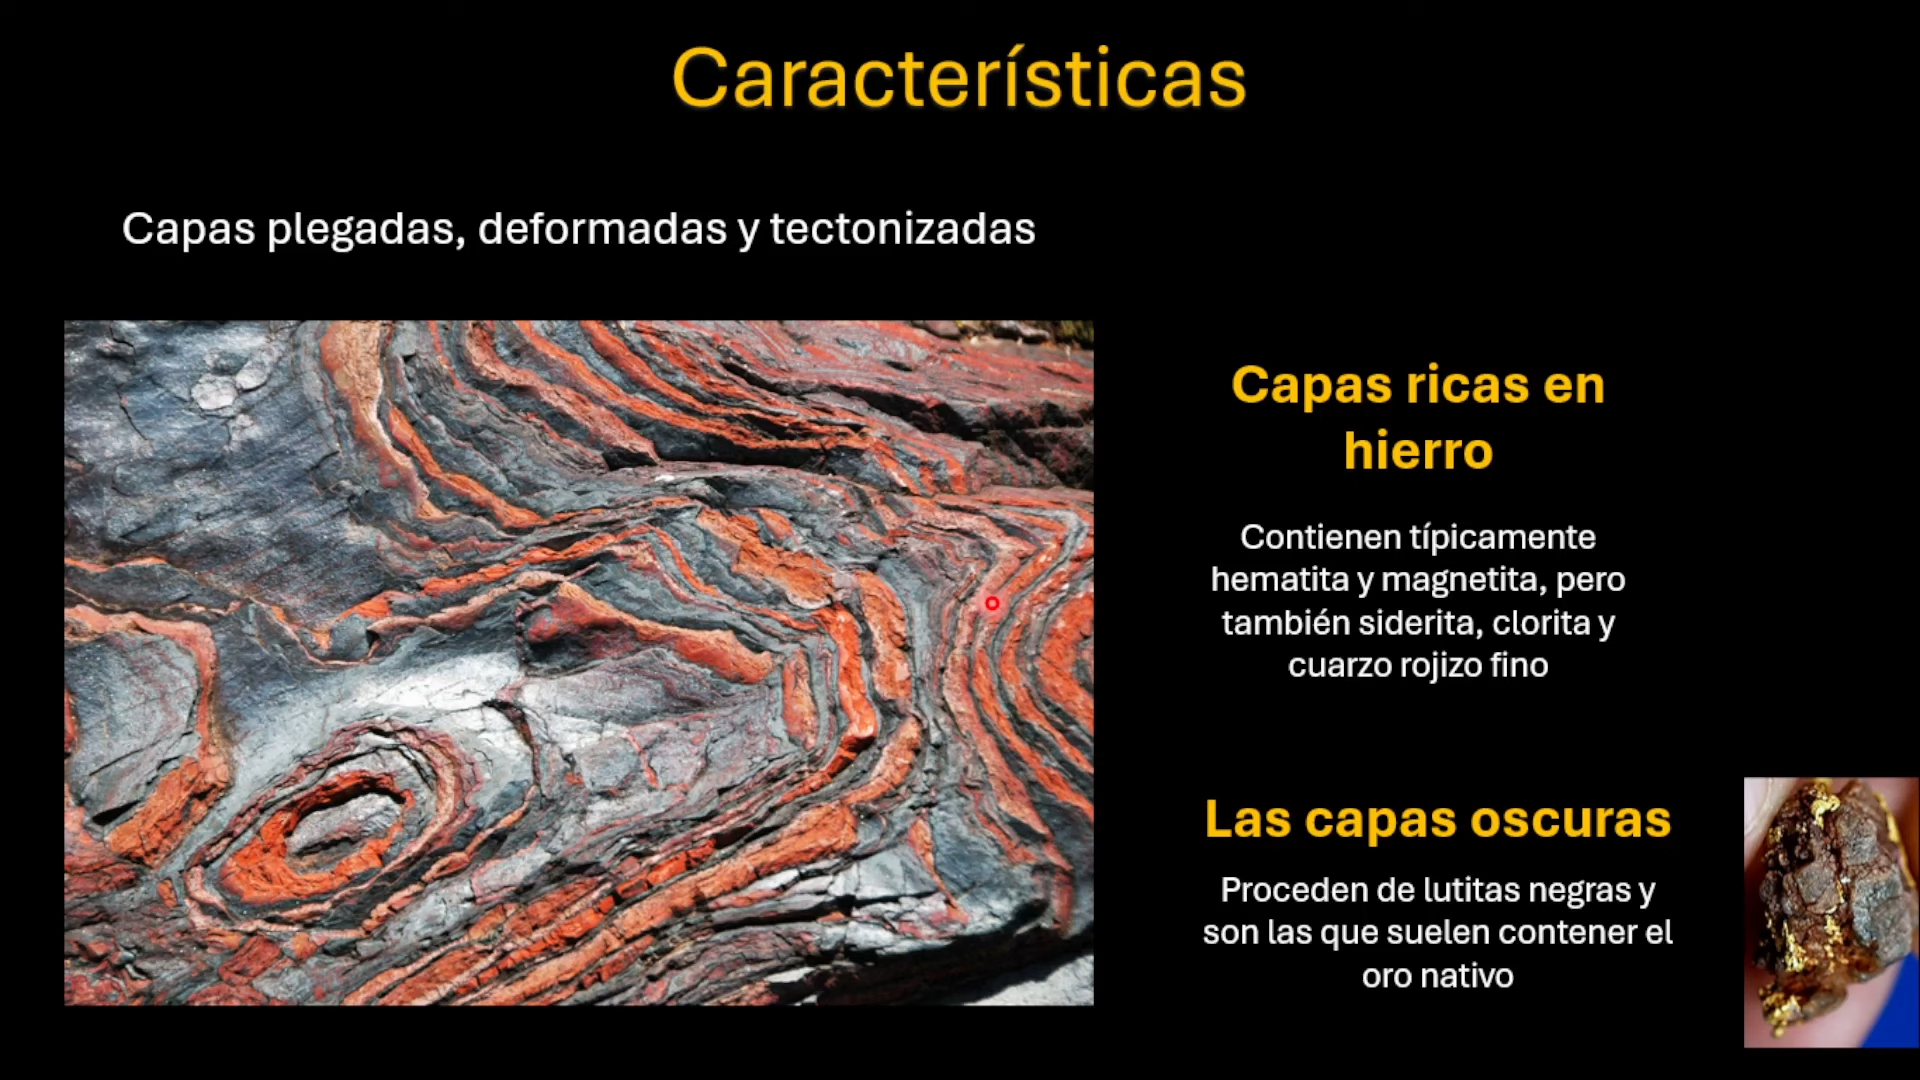 Características
Capas plegadas, deformadas y tectonizadas
Capas ricas en
hierro
Contienen típicamente
hematita y magnetita, pero
también siderita, clorita y
cuarzo rojizo fino
Las capas oscuras
Proceden de lutitas negras y
son las que suelen contener el
oro nativo